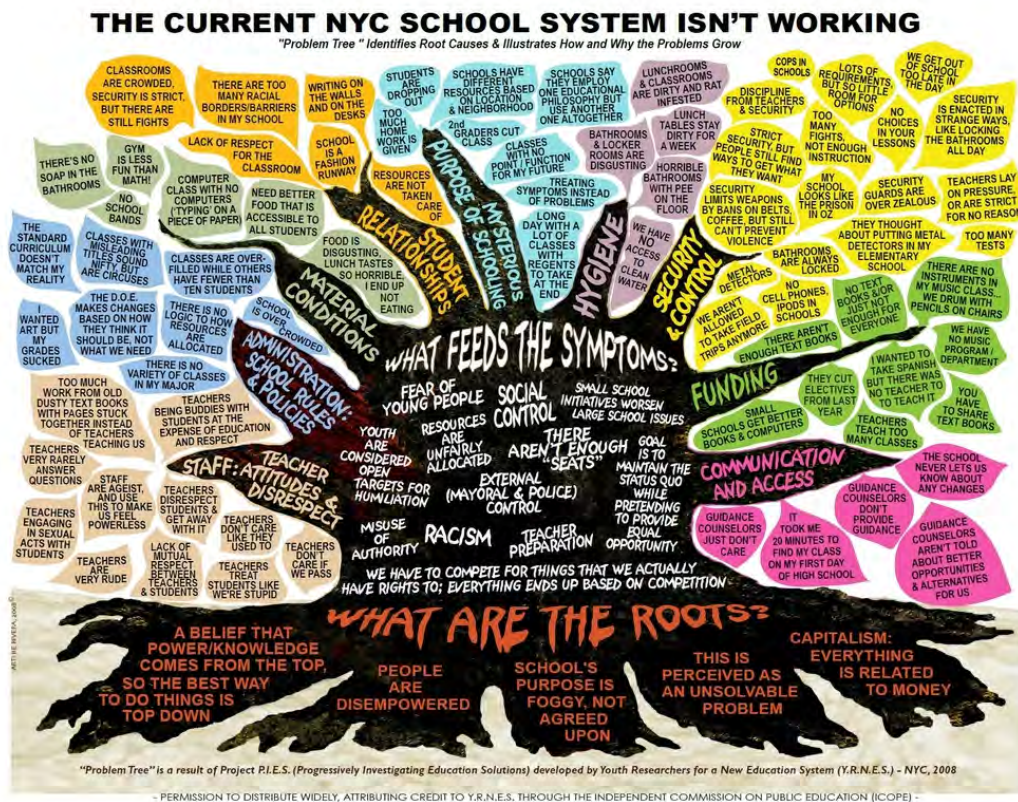 THE CURRENT NYC SCHOOL SYSTEM ISN'T WORKING
"Problem Tree " Identifies Root Causes & Illustrates How and Why the Problems Grow
CLASSROOMS
ARE CROWDED,
SECURITY IS STRICT,
BUT THERE ARE
STILL FIGHTS
THERE ARE TOO
MANY RACIAL
BORDERS/BARRIERS
IN MY SCHOOL
WRITING ON
THE WALLS
AND ON THE
DESKS
LACK OF RESPECT
FOR THE
CLASSROOM
SCHOOL IS
A FASHION
RUNWAY
RESOURCES
ARE NOT
TAKEN
CARE OF
STUDENT
RELATIONSHIPS
STUDENTS
ARE
DROPPING
OUT
SCHOOLS HAVE
DIFFERENT
RESOURCES BASED
ON LOCATION
& NEIGHBORHOOD
SCHOOLS SAY
THEY EMPLOY
ONE EDUCATIONAL
PHILOSOPHY BUT
USE ANOTHER
ONE ALTOGETHER
TOO
MUCH
HOME
WORK IS
GIVEN
2nd
GRADERS CUT
CLASS
CLASSES
WITH NO
POINT / FUNCTION
FOR MY FUTURE
TREATING
SYMPTOMS INSTEAD
OF PROBLEMS
LONG
DAY WITH A
LOT OF
CLASSES
WITH
REGENTS
TO TAKE
AT THE
END
MYSTERIOUS
PURPOSE OF
SCHOOLING
LUNCHROOMS
& CLASSROOMS
ARE DIRTY AND RAT
INFESTED
LUNCH
TABLES STAY
DIRTY FOR
A WEEK
BATHROOMS
& LOCKER
ROOMS ARE
DISGUSTING
HORRIBLE
BATHROOMS
WITH PEE
ON THE
FLOOR
WE HAVE
NO
ACCESS
TO
CLEAN
WATER
HYGIENE
COPS IN
SCHOOLS
LOTS OF
REQUIREMENTS
BUT SO LITTLE
ROOM FOR
OPTIONS
WE GET OUT
OF SCHOOL
TOO LATE IN
THE DAY
DISCIPLINE
FROM TEACHERS
& SECURITY
TOO
MANY
FIGHTS,
NOT ENOUGH
INSTRUCTION
NO
CHOICES
IN YOUR
LESSONS
SECURITY
IS ENACTED IN
STRANGE WAYS,
LIKE LOCKING
THE BATHROOMS
ALL DAY
STRICT
SECURITY, BUT
PEOPLE STILL FIND
WAYS TO GET WHAT
THEY WANT
SECURITY
LIMITS WEAPONS
BY BANS ON BELTS,
COFFEE, BUT STILL
CAN'T PREVENT
VIOLENCE
MY
SCHOOL
LOOKS LIKE
THE PRISON
IN OZ
SECURITY
GUARDS ARE
OVER ZEALOUS
TEACHERS LAY
ON PRESSURE,
OR ARE STRICT
FOR NO REASON
THEY THOUGHT
ABOUT PUTTING METAL
DETECTORS IN MY
ELEMENTARY
SCHOOL
TOO MANY
TESTS
BATHROOMS
ARE ALWAYS
LOCKED
METAL
DETECTORS
NO
CELL PHONES,
IPODS IN
SCHOOLS
WE AREN'T
ALLOWED
TO TAKE FIELD
TRIPS ANYMORE
SECURITY
& CONTROL
THERE'S NO
SOAP IN THE
BATHROOMS
GYM
IS LESS
FUN THAN
MATH!
NO
SCHOOL
BANDS
COMPUTER
CLASS WITH NO
COMPUTERS
('TYPING' ON A
PIECE OF PAPER)
NEED BETTER
FOOD THAT IS
ACCESSIBLE TO
ALL STUDENTS
FOOD IS
DISGUSTING,
LUNCH TASTES
SO HORRIBLE,
I END UP
NOT
EATING
MATERIAL
CONDITIONS
THE
STANDARD
CURRICULUM
DOESN'T
MATCH MY
REALITY
CLASSES WITH
MISLEADING
TITLES SOUND
NIFTY, BUT
ARE CIRCUSES
CLASSES ARE OVER-
FILLED WHILE OTHERS
HAVE FEWER THAN
TEN STUDENTS
I
WANTED
ART BUT
MY
GRADES
SUCKED
THE D.O.E.
MAKES CHANGES
BASED ON HOW
THEY THINK IT
SHOULD BE, NOT
WHAT WE NEED
THERE IS NO
LOGIC TO HOW
RESOURCES
ARE
ALLOCATED
SCHOOL
IS OVER
CROWDED
THERE IS NO
VARIETY OF CLASSES
IN MY MAJOR
ADMINISTRATION:
SCHOOL RULES
& POLICIES
TOO MUCH
WORK FROM OLD
DUSTY TEXT BOOKS
WITH PAGES STUCK
TOGETHER INSTEAD
OF TEACHERS
TEACHING US
TEACHERS
BEING BUDDIES WITH
STUDENTS AT THE
EXPENSE OF EDUCATION
AND RESPECT
TEACHERS
VERY RARELY
ANSWER
QUESTIONS
STAFF
ARE AGEIST,
AND USE
THIS TO MAKE
US FEEL
POWERLESS
TEACHERS
DISRESPECT
STUDENTS &
GET AWAY
WITH IT
TEACHERS
DON'T CARE
LIKE THEY
USED TO
TEACHERS
ENGAGING
IN SEXUAL
ACTS WITH
STUDENTS
TEACHERS
ARE
VERY RUDE
LACK OF
MUTUAL
RESPECT
BETWEEN
TEACHERS
& STUDENTS
TEACHERS
TREAT
STUDENTS LIKE
WE'RE STUPID
TEACHERS
DON'T
CARE IF
WE PASS
TEACHER
STAFF: ATTITUDES &
DISRESPECT
THERE ARE NO
INSTRUMENTS IN
MY MUSIC CLASS...
WE DRUM WITH
PENCILS ON CHAIRS
NO TEXT
BOOKS &/OR
JUST NOT
ENOUGH FOR
EVERYONE
THERE AREN'T
ENOUGH TEXT BOOKS
WE HAVE
NO MUSIC
PROGRAM /
DEPARTMENT
I WANTED TO
TAKE SPANISH
BUT THERE WAS
NO TEACHER TO
TEACH IT
THEY CUT
ELECTIVES
FROM LAST
YEAR
YOU
HAVE
TO SHARE
TEXT BOOKS
SMALL
SCHOOLS GET BETTER
BOOKS & COMPUTERS
TEACHERS
TEACH TOO
MANY CLASSES
FUNDING
COMMUNICATION
AND ACCESS
THE SCHOOL
NEVER LETS US
KNOW ABOUT
ANY CHANGES
GUIDANCE
COUNSELORS
DON'T
PROVIDE
GUIDANCE
GUIDANCE
COUNSELORS
JUST DON'T
CARE
IT
TOOK ME
20 MINUTES TO
FIND MY CLASS
ON MY FIRST DAY
OF HIGH SCHOOL
GUIDANCE
COUNSELORS
AREN'T TOLD
ABOUT BETTER
OPPORTUNITIES
& ALTERNATIVES
FOR US
WHAT FEEDS THE SYMPTOMS?
FEAR OF
YOUNG PEOPLE
SOCIAL
CONTROL
SMALL SCHOOL
INITIATIVES WORSEN
LARGE SCHOOL ISSUES
YOUTH
ARE
CONSIDERED
OPEN
TARGETS FOR
HUMILIATION
RESOURCES
ARE
UNFAIRLY
ALLOCATED
THERE
AREN'T ENOUGH
"SEATS"
GOAL
IS TO
MAINTAIN THE
STATUS QUO
WHILE
PRETENDING
TO PROVIDE
EQUAL
OPPORTUNITY
EXTERNAL
(MAYORAL & POLICE)
CONTROL
MISUSE
OF
AUTHORITY
RACISM
TEACHER
PREPARATION
WE HAVE TO COMPETE FOR THINGS THAT WE ACTUALLY
HAVE RIGHTS TO; EVERYTHING ENDS UP BASED ON COMPETITION
WHAT ARE THE ROOTS?
A BELIEF THAT
POWER/KNOWLEDGE
COMES FROM THE TOP,
SO THE BEST WAY
TO DO THINGS IS
TOP DOWN
PEOPLE
ARE
DISEMPOWERED
SCHOOL'S
PURPOSE IS
FOGGY, NOT
AGREED
UPON
THIS IS
PERCEIVED AS
AN UNSOLVABLE
PROBLEM
CAPITALISM:
EVERYTHING
IS RELATED
TO MONEY
"Problem Tree" is a result of Project P.I.E.S. (Progressively Investigating Education Solutions) developed by Youth Researchers for a New Education System (Y.R.N.E.S.) - NYC, 2008
- PERMISSION TO DISTRIBUTE WIDELY, ATTRIBUTING CREDIT TO Y.R.N.E.S. THROUGH THE INDEPENDENT COMMISSION ON PUBLIC EDUCATION (ICOPE) -